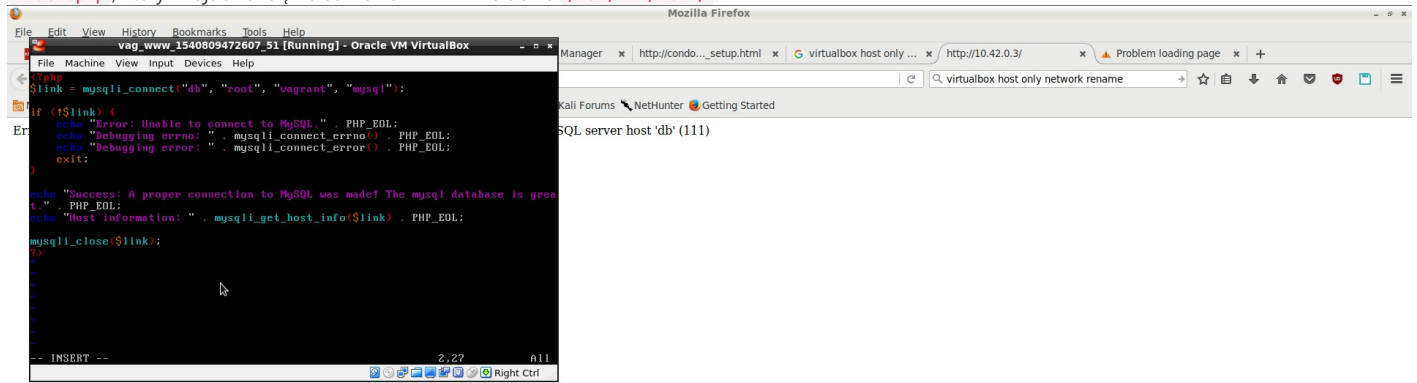 Mozilla Firefox
File Edit View History Bookmarks Tools Help
vag_www_1540809472607_51 [Running] - Oracle VM VirtualBox
File Machine View Input Devices Help
Manager × http://condo..._setup.html × G virtualbox host only ... × http://10.42.0.3/ × Problem loading page × +
virtualbox host only network rename
Kali Forums NetHunter Getting Started
SQL server host 'db' (111)
<?php
$link = mysqli_connect("db", "root", "vagrant", "mysql");
if (!$link) {
echo "Error: Unable to connect to MySQL." . PHP_EOL;
echo "Debugging errno: " . mysqli_connect_errno() . PHP_EOL;
echo "Debugging error: " . mysqli_connect_error() . PHP_EOL;
exit;
}
echo "Success: A proper connection to MySQL was made! The mysql database is grea
t." . PHP_EOL;
echo "Host information: " . mysqli_get_host_info($link) . PHP_EOL;
mysqli_close($link);
?>
~
~
~
~
~
~
~
-- INSERT -- 2,27 All
Right Ctrl